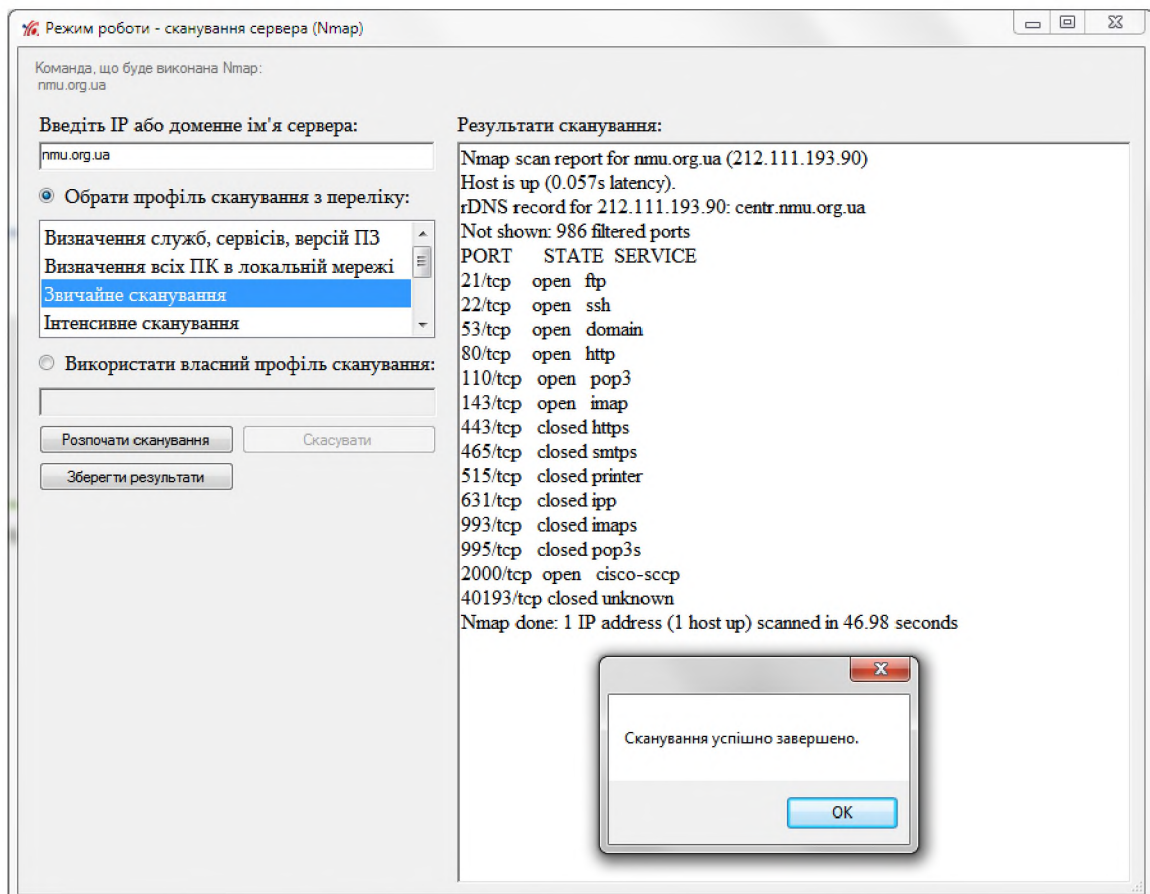 Режим роботи - сканування сервера (Nmap)
Команда, що буде виконана Nmap:
nmu.org.ua
Введіть IP або доменне ім'я сервера:
nmu.org.ua
Обрати профіль сканування з переліку:
Визначення служб, сервісів, версій ПЗ
Визначення всіх ПК в локальній мережі
Звичайне сканування
Інтенсивне сканування
Використати власний профіль сканування:
Розпочати сканування
Скасувати
Зберегти результати
Результати сканування:
Nmap scan report for nmu.org.ua (212.111.193.90)
Host is up (0.057s latency).
rDNS record for 212.111.193.90: centr.nmu.org.ua
Not shown: 986 filtered ports
PORT STATE SERVICE
21/tcp open ftp
22/tcp open ssh
53/tcp open domain
80/tcp open http
110/tcp open pop3
143/tcp open imap
443/tcp closed https
465/tcp closed smtps
515/tcp closed printer
631/tcp closed ipp
993/tcp closed imaps
995/tcp closed pop3s
2000/tcp open cisco-sccp
40193/tcp closed unknown
Nmap done: 1 IP address (1 host up) scanned in 46.98 seconds
Сканування успішно завершено.
OK